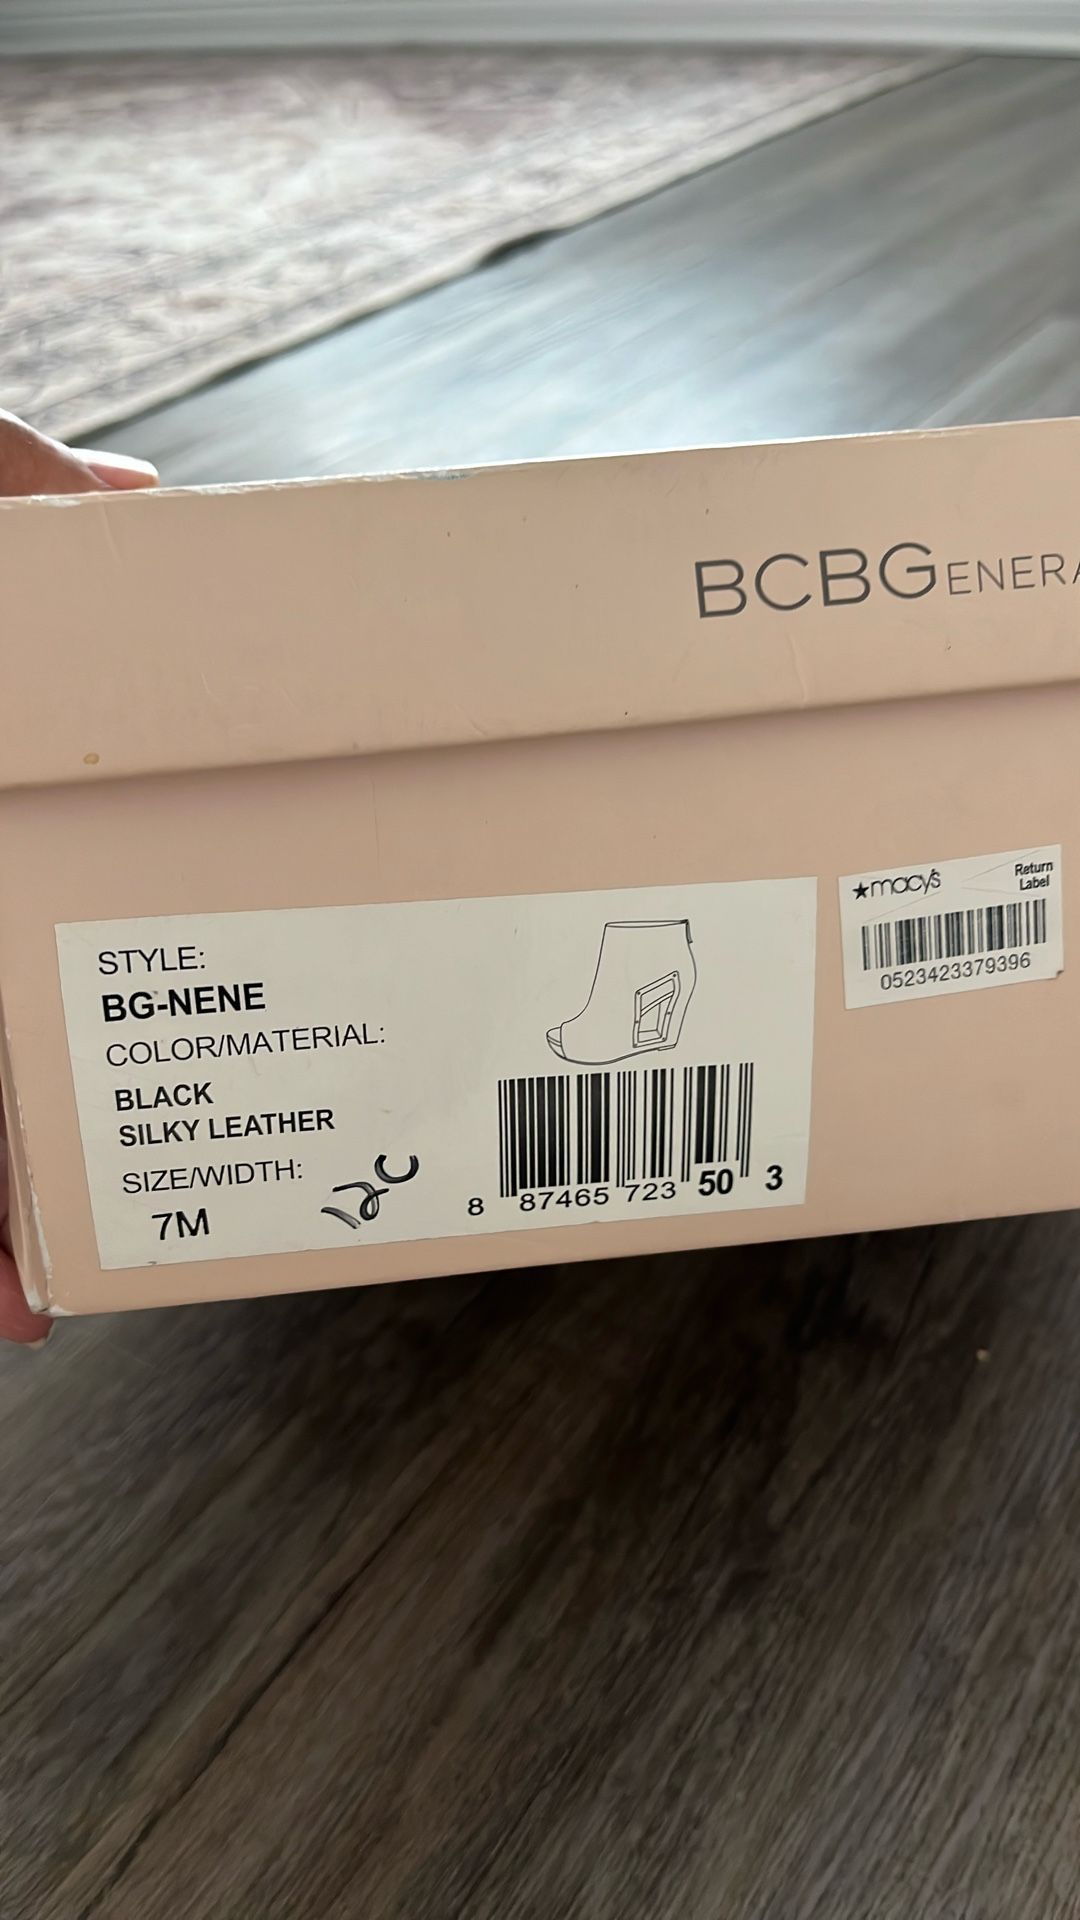 BCBGENERA
★macy's
Return
Label
0523423379396
STYLE:
BG-NENE
COLOR/MATERIAL:
BLACK
SILKY LEATHER
SIZE/WIDTH:
7M
8 87465 723 50 3